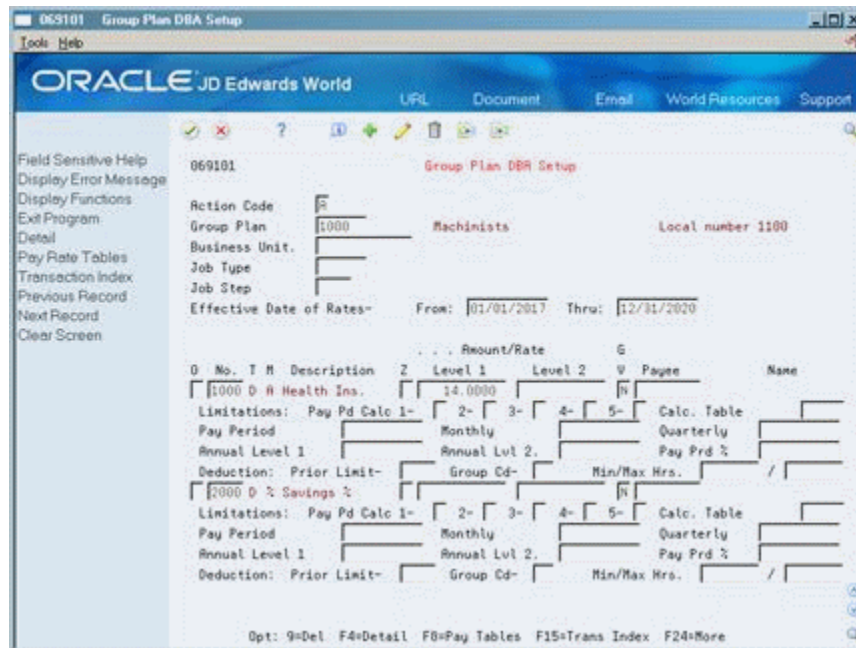 069101 Group Plan DBA Setup
Tools Help
ORACLE JD Edwards World
URL Document Email World Resources Support
Field Sensitive Help
Display Error Message
Display Functions
Exit Program
Detail
Pay Rate Tables
Transaction Index
Previous Record
Next Record
Clear Screen
069101 Group Plan DBA Setup
Action Code A
Group Plan 1000 Machinists Local number 1100
Business Unit.
Job Type
Job Step
Effective Date of Rates- From: 01/01/2017 Thru: 12/31/2020
. . . Amount/Rate G
O No. T M Description Z Level 1 Level 2 V Payee Name
1000 D A Health Ins. 14.0000 N
Limitations: Pay Pd Calc 1- 2- 3- 4- 5- Calc. Table
Pay Period Monthly Quarterly
Annual Level 1 Annual Lvl 2. Pay Prd %
Deduction: Prior Limit- Group Cd- Min/Max Hrs. /
2000 D % Savings % N
Limitations: Pay Pd Calc 1- 2- 3- 4- 5- Calc. Table
Pay Period Monthly Quarterly
Annual Level 1 Annual Lvl 2. Pay Prd %
Deduction: Prior Limit- Group Cd- Min/Max Hrs. /
Opt: 9=Del F4=Detail F8=Pay Tables F15=Trans Index F24=More